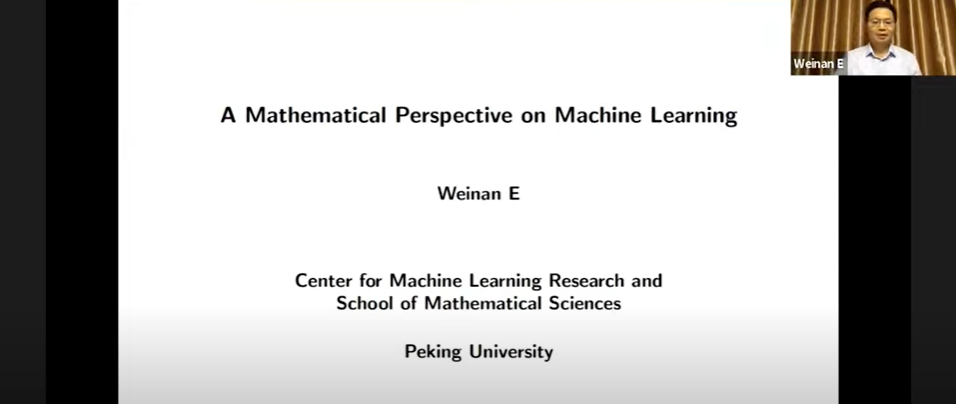 Weinan E
A Mathematical Perspective on Machine Learning
Weinan E
Center for Machine Learning Research and
School of Mathematical Sciences
Peking University